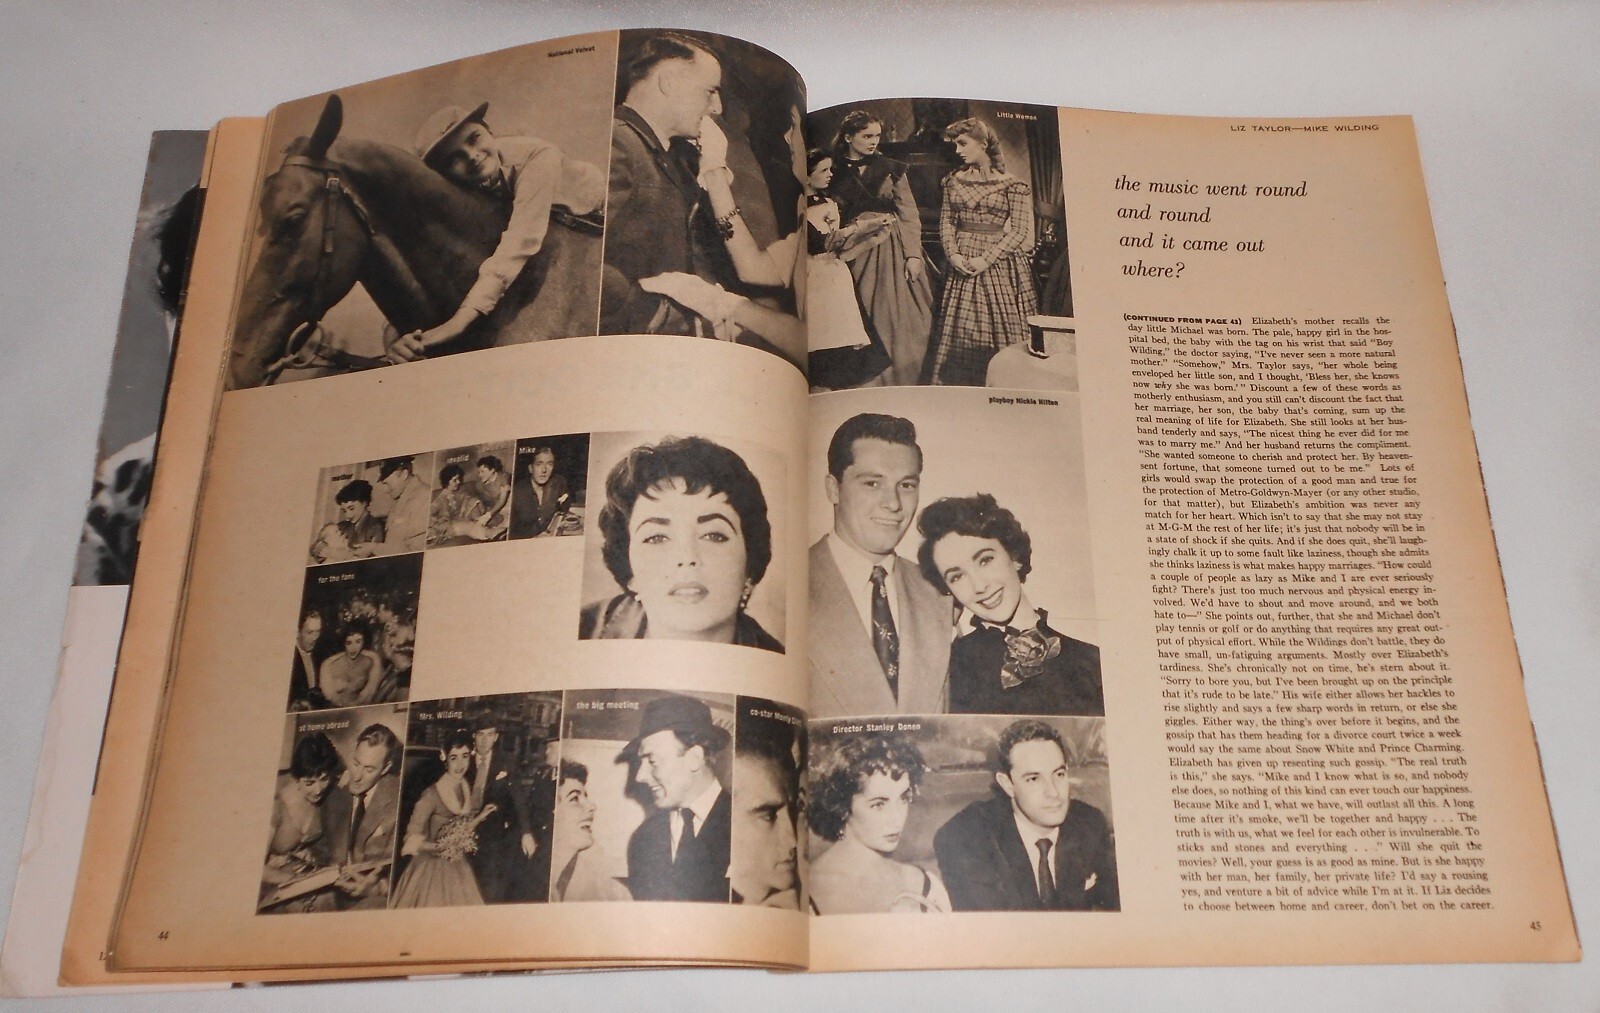 National Velvet
mother
invalid
Mike
for the fans
at home abroad
Mrs. Wilding
the big meeting
co-star Monty
44
Little Women
playboy Nickie Hilton
Director Stanley Donen
LIZ TAYLOR—MIKE WILDING
the music went round
and round
and it came out
where?
(CONTINUED FROM PAGE 43) Elizabeth's mother recalls the
day little Michael was born. The pale, happy girl in the hos-
pital bed, the baby with the tag on his wrist that said "Boy
Wilding," the doctor saying, "I've never seen a more natural
mother." "Somehow," Mrs. Taylor says, "her whole being
enveloped her little son, and I thought, 'Bless her, she knows
now why she was born.'" Discount a few of these words as
motherly enthusiasm, and you still can't discount the fact that
her marriage, her son, the baby that's coming, sum up the
real meaning of life for Elizabeth. She still looks at her hus-
band tenderly and says, "The nicest thing he ever did for me
was to marry me." And her husband returns the compliment.
"She wanted someone to cherish and protect her. By heaven-
sent fortune, that someone turned out to be me." Lots of
girls would swap the protection of a good man and true for
the protection of Metro-Goldwyn-Mayer (or any other studio,
for that matter), but Elizabeth's ambition was never any
match for her heart. Which isn't to say that she may not stay
at M-G-M the rest of her life; it's just that nobody will be in
a state of shock if she quits. And if she does quit, she'll laugh-
ingly chalk it up to some fault like laziness, though she admits
she thinks laziness is what makes happy marriages. "How could
a couple of people as lazy as Mike and I are ever seriously
fight? There's just too much nervous and physical energy in-
volved. We'd have to shout and move around, and we both
hate to—" She points out, further, that she and Michael don't
play tennis or golf or do anything that requires any great out-
put of physical effort. While the Wildings don't battle, they do
have small, un-fatiguing arguments. Mostly over Elizabeth's
tardiness. She's chronically not on time, he's stern about it.
"Sorry to bore you, but I've been brought up on the principle
that it's rude to be late." His wife either allows her hackles to
rise slightly and says a few sharp words in return, or else she
giggles. Either way, the thing's over before it begins, and the
gossip that has them heading for a divorce court twice a week
would say the same about Snow White and Prince Charming.
Elizabeth has given up resenting such gossip. "The real truth
is this," she says. "Mike and I know what is so, and nobody
else does, so nothing of this kind can ever touch our happiness.
Because Mike and I, what we have, will outlast all this. A long
time after it's smoke, we'll be together and happy . . . The
truth is with us, what we feel for each other is invulnerable. To
sticks and stones and everything . . ." Will she quit the
movies? Well, your guess is as good as mine. But is she happy
with her man, her family, her private life? I'd say a rousing
yes, and venture a bit of advice while I'm at it. If Liz decides
to choose between home and career, don't bet on the career.
45